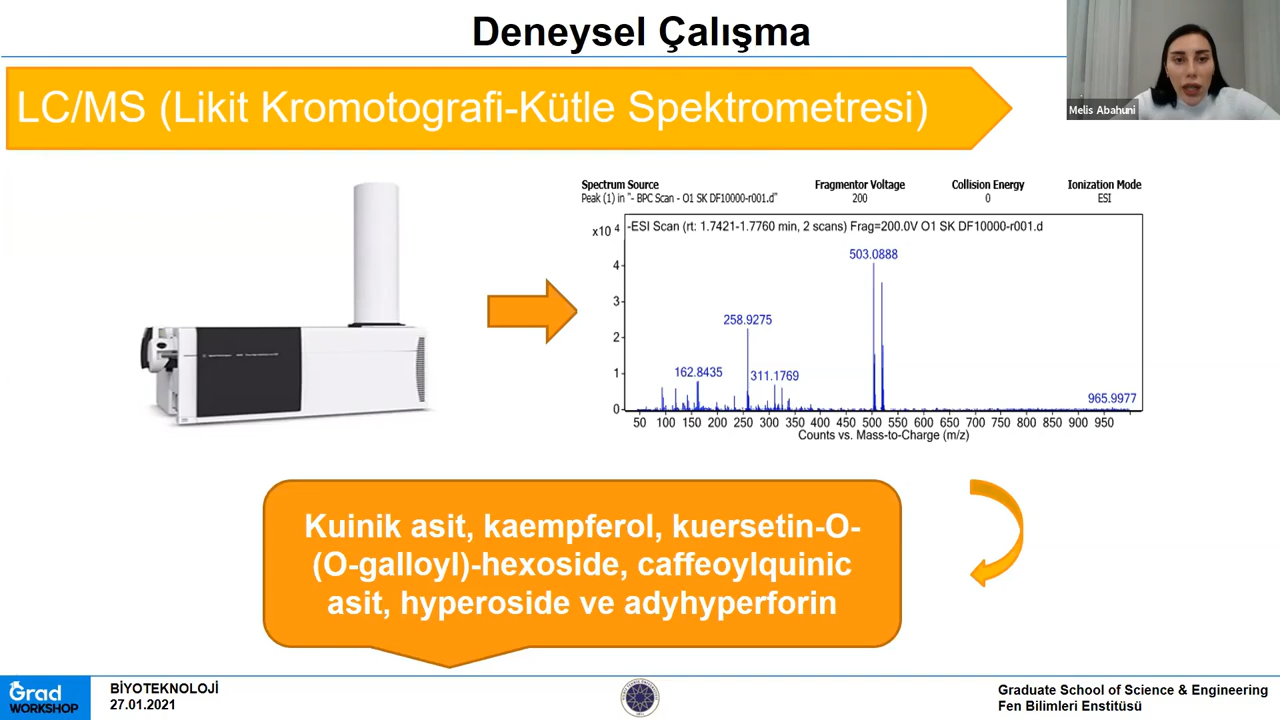 Deneysel Çalışma
LC/MS (Likit Kromotografi-Kütle Spektrometresi)
Melis Abahuni
Spectrum Source
Fragmentor Voltage
Collision Energy
Ionization Mode
Peak (1) in "- BPC Scan - O1 SK DF10000-r001.d"
200
0
ESI
x10 4
-ESI Scan (rt: 1.7421-1.7760 min, 2 scans) Frag=200.0V O1 SK DF10000-r001.d
503.0888
4
3
258.9275
2
162.8435
311.1769
1
965.9977
0
50 100 150 200 250 300 350 400 450 500 550 600 650 700 750 800 850 900 950
Counts vs. Mass-to-Charge (m/z)
Kuinik asit, kaempferol, kuersetin-O-
(O-galloyl)-hexoside, caffeoylquinic
asit, hyperoside ve adyhyperforin
Grad
WORKSHOP
BİYOTEKNOLOJİ
27.01.2021
Graduate School of Science & Engineering
Fen Bilimleri Enstitüsü